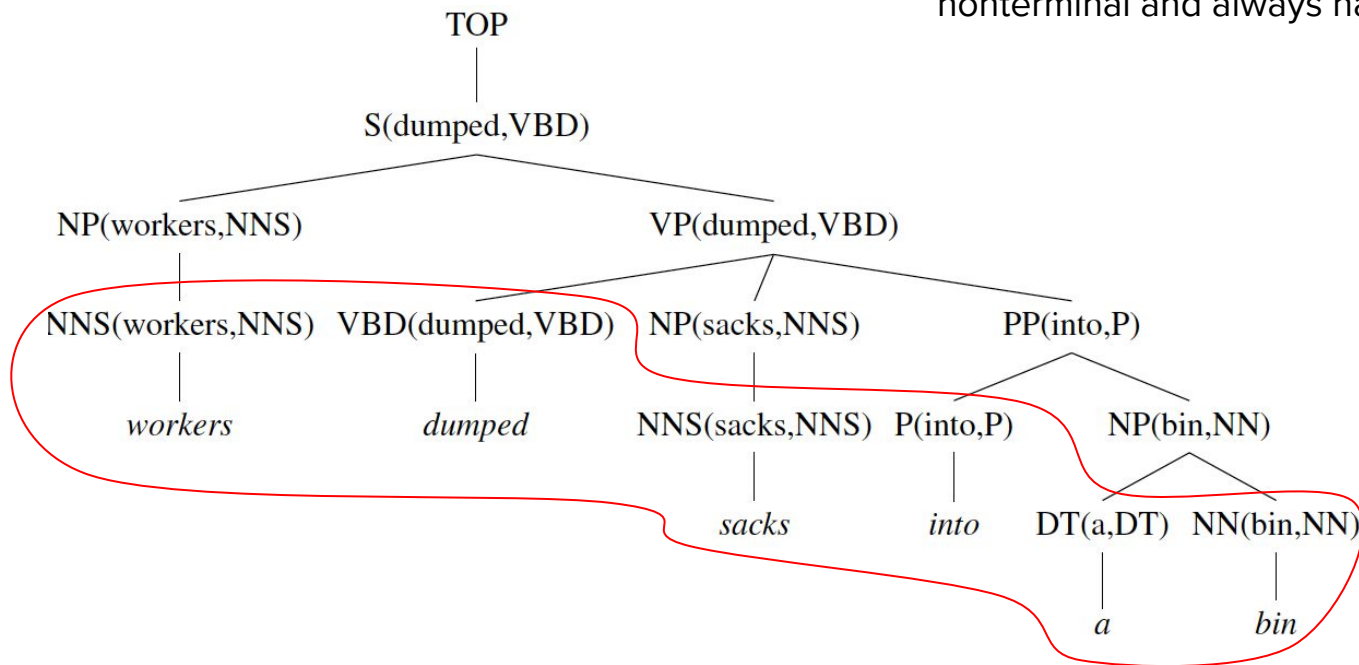 nonterminal and always ha
TOP
S(dumped,VBD)
NP(workers,NNS) VP(dumped,VBD)
NNS(workers,NNS) VBD(dumped,VBD) NP(sacks,NNS) PP(into,P)
workers dumped NNS(sacks,NNS) P(into,P) NP(bin,NN)
sacks into DT(a,DT) NN(bin,NN)
a bin